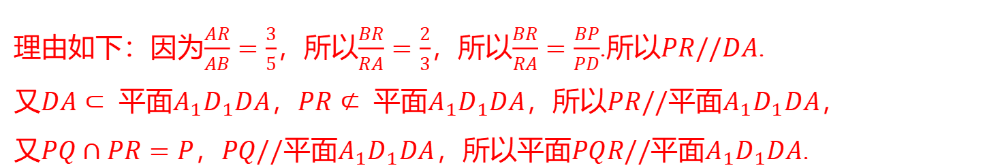 理由如下：因为$\frac{AR}{AB}=\frac{3}{5}$，所以$\frac{BR}{RA}=\frac{2}{3}$，所以$\frac{BR}{RA}=\frac{BP}{PD}$.所以$PR//DA$.
又$DA\subset$ 平面$A_1D_1DA$，$PR\not\subset$ 平面$A_1D_1DA$，所以$PR//$平面$A_1D_1DA$，
又$PQ\cap PR=P$，$PQ//$平面$A_1D_1DA$，所以平面$PQR//$平面$A_1D_1DA$.